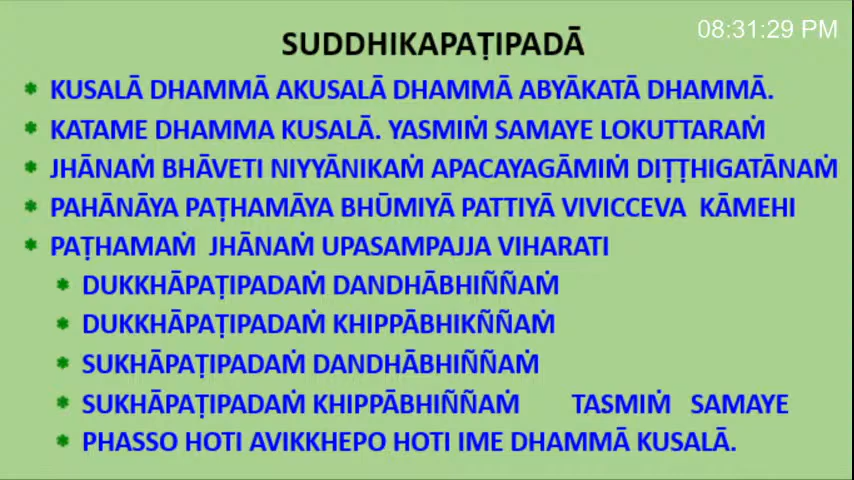 08:31:29 PM
SUDDHIKAPAṬIPADĀ
* KUSALĀ DHAMMĀ AKUSALĀ DHAMMĀ ABYĀKATĀ DHAMMĀ.
* KATAME DHAMMA KUSALĀ. YASMIṀ SAMAYE LOKUTTARAṀ
* JHĀNAṀ BHĀVETI NIYYĀNIKAṀ APACAYAGĀMIṀ DIṬṬHIGATĀNAṀ
* PAHĀNĀYA PAṬHAMĀYA BHŪMIYĀ PATTIYĀ VIVICCEVA KĀMEHI
* PAṬHAMAṀ JHĀNAṀ UPASAMPAJJA VIHARATI
* DUKKHĀPAṬIPADAṀ DANDHĀBHIÑÑAṀ
* DUKKHĀPAṬIPADAṀ KHIPPĀBHIKÑÑAṀ
* SUKHĀPAṬIPADAṀ DANDHĀBHIÑÑAṀ
* SUKHĀPAṬIPADAṀ KHIPPĀBHIÑÑAṀ TASMIṀ SAMAYE
* PHASSO HOTI AVIKKHEPO HOTI IME DHAMMĀ KUSALĀ.